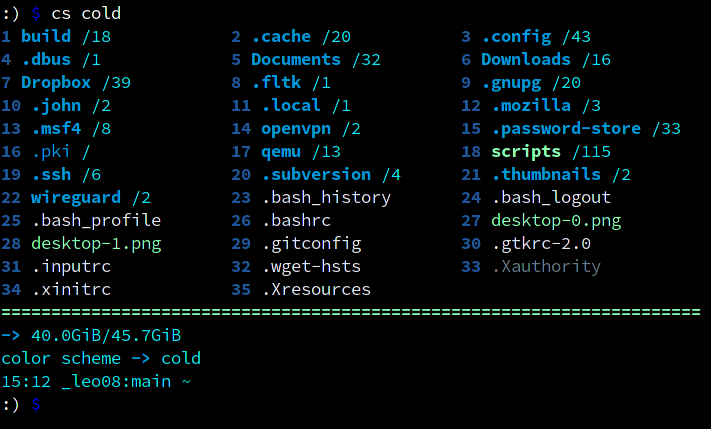 :) $ cs cold
1 build /18 2 .cache /20 3 .config /43
4 .dbus /1 5 Documents /32 6 Downloads /16
7 Dropbox /39 8 .fltk /1 9 .gnupg /20
10 .john /2 11 .local /1 12 .mozilla /3
13 .msf4 /8 14 openvpn /2 15 .password-store /33
16 .pki / 17 qemu /13 18 scripts /115
19 .ssh /6 20 .subversion /4 21 .thumbnails /2
22 wireguard /2 23 .bash_history 24 .bash_logout
25 .bash_profile 26 .bashrc 27 desktop-0.png
28 desktop-1.png 29 .gitconfig 30 .gtkrc-2.0
31 .inputrc 32 .wget-hsts 33 .Xauthority
34 .xinitrc 35 .Xresources
======================================================================
-> 40.0GiB/45.7GiB
color scheme -> cold
15:12 _leo08:main ~
:) $